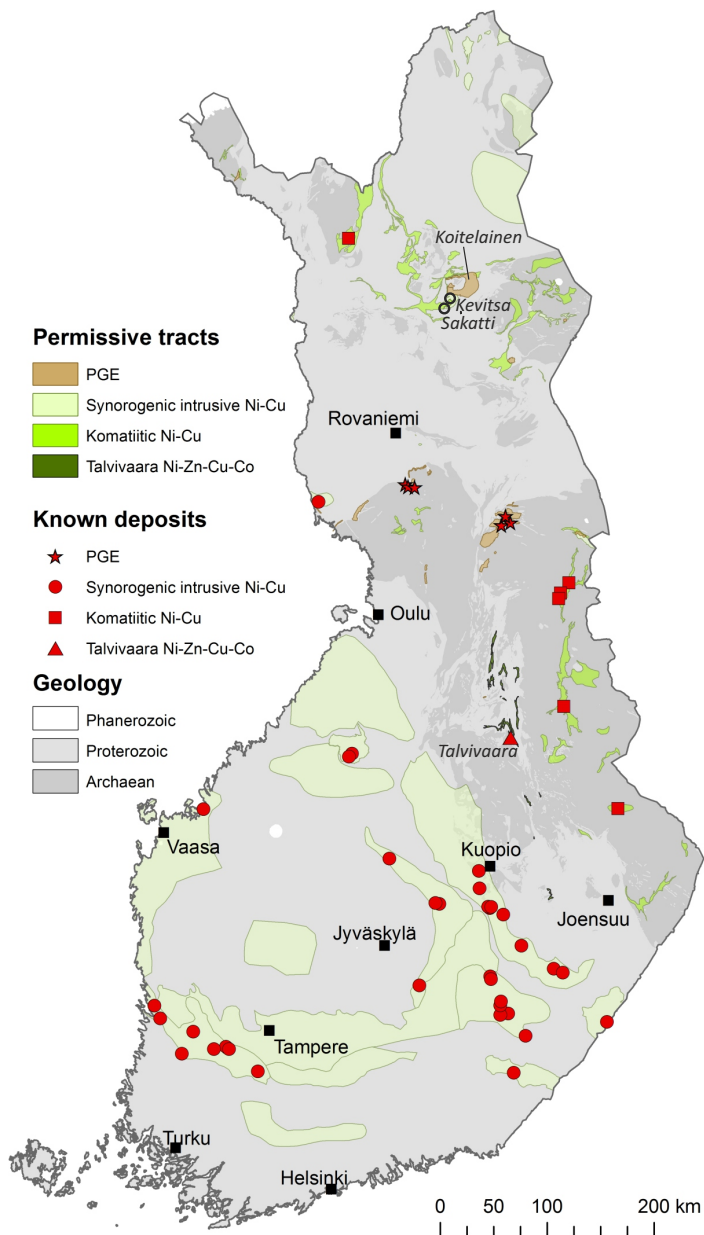 Koitelainen
Kevitsa
Sakatti
Permissive tracts
PGE
Synorogenic intrusive Ni-Cu
Komatiitic Ni-Cu
Talvivaara Ni-Zn-Cu-Co
Rovaniemi
Known deposits
PGE
Synorogenic intrusive Ni-Cu
Komatiitic Ni-Cu
Talvivaara Ni-Zn-Cu-Co
Oulu
Geology
Phanerozoic
Proterozoic
Archaean
Talvivaara
Vaasa
Kuopio
Joensuu
Jyväskylä
Tampere
Turku
Helsinki
0 50 100 200 km